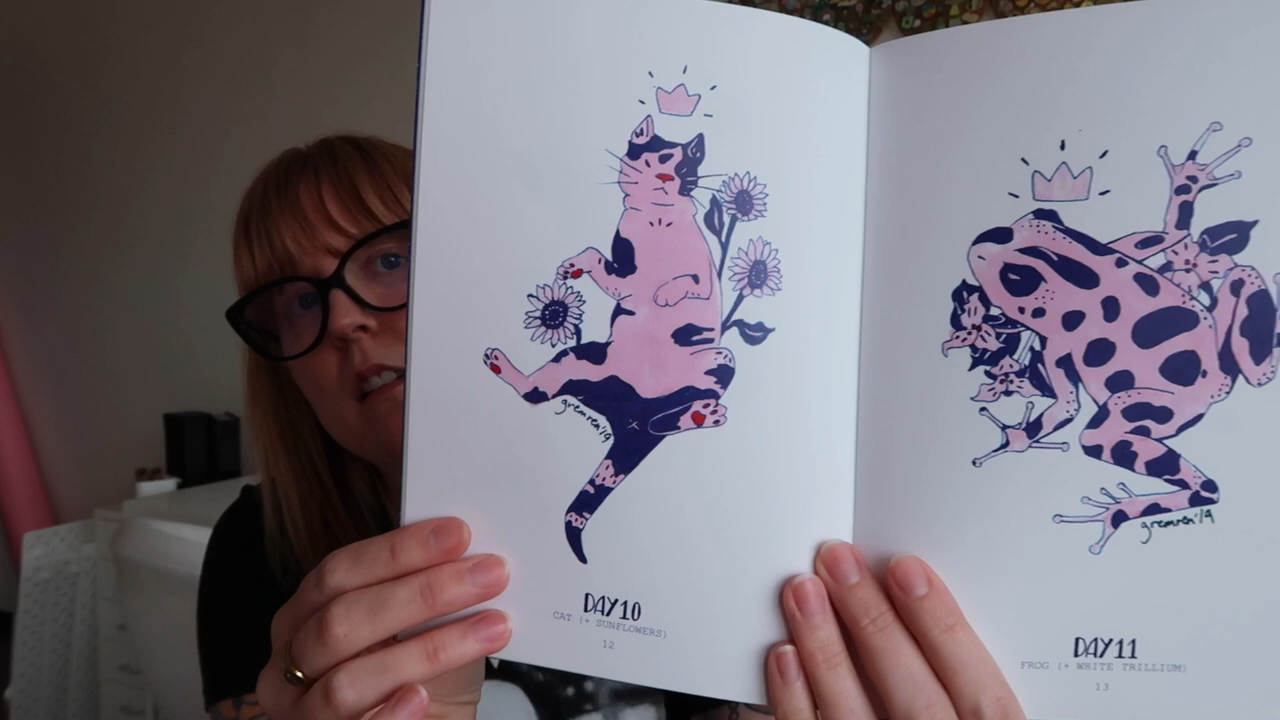 gremren'19
DAY10
CAT (+ SUNFLOWERS)
12
gremren'19
DAY11
FROG (+ WHITE TRILLIUM)
13